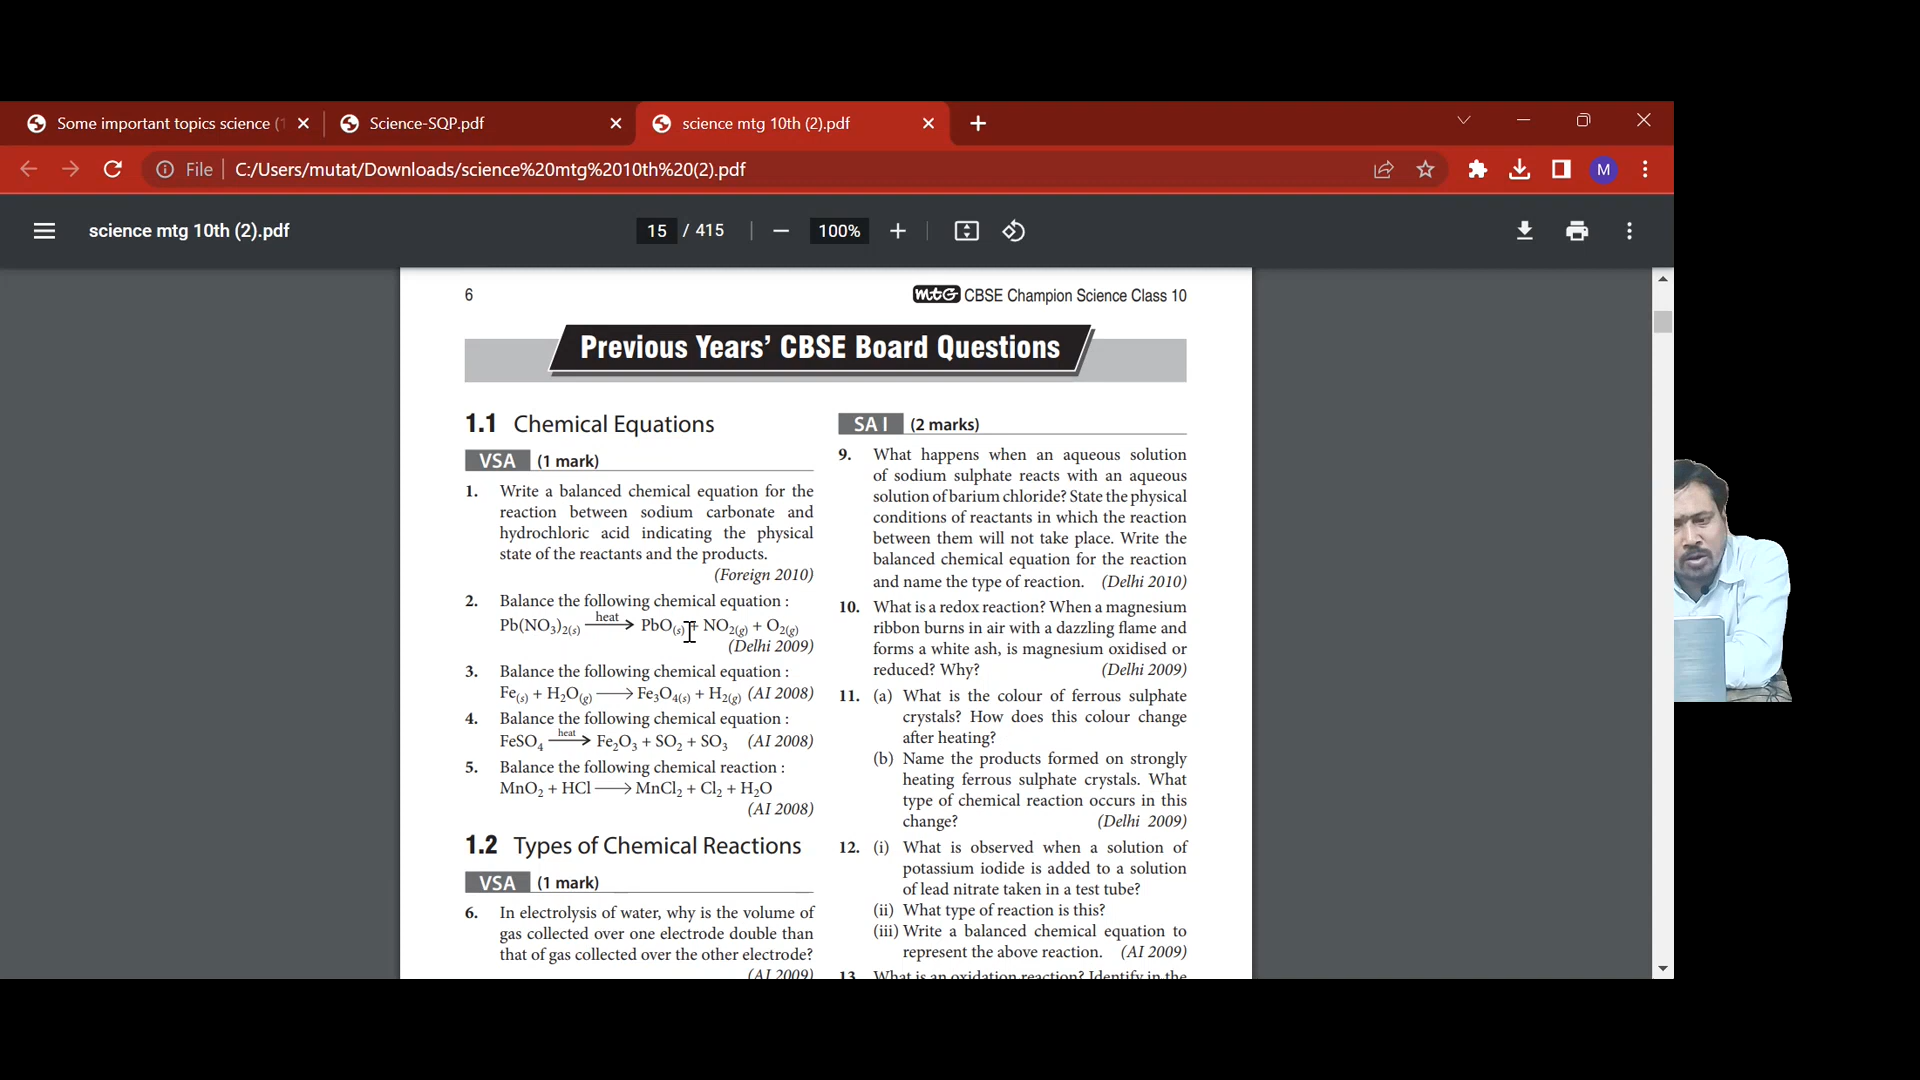 Some important topics science (1
Science-SQP.pdf
science mtg 10th (2).pdf
File
C:/Users/mutat/Downloads/science%20mtg%2010th%20(2).pdf
M
science mtg 10th (2).pdf
15 / 415
100%
6
mtG CBSE Champion Science Class 10
Previous Years' CBSE Board Questions
1.1 Chemical Equations
VSA (1 mark)
1. Write a balanced chemical equation for the
reaction between sodium carbonate and
hydrochloric acid indicating the physical
state of the reactants and the products.
(Foreign 2010)
2. Balance the following chemical equation :
Pb(NO₃)₂(s) —heat→ PbO(s) + NO₂(g) + O₂(g)
(Delhi 2009)
3. Balance the following chemical equation :
Fe(s) + H₂O(g) ⟶ Fe₃O₄(s) + H₂(g) (AI 2008)
4. Balance the following chemical equation :
FeSO₄ —heat→ Fe₂O₃ + SO₂ + SO₃ (AI 2008)
5. Balance the following chemical reaction :
MnO₂ + HCl ⟶ MnCl₂ + Cl₂ + H₂O
(AI 2008)
1.2 Types of Chemical Reactions
VSA (1 mark)
6. In electrolysis of water, why is the volume of
gas collected over one electrode double than
that of gas collected over the other electrode?
(AI 2009)
SA I (2 marks)
9. What happens when an aqueous solution
of sodium sulphate reacts with an aqueous
solution of barium chloride? State the physical
conditions of reactants in which the reaction
between them will not take place. Write the
balanced chemical equation for the reaction
and name the type of reaction. (Delhi 2010)
10. What is a redox reaction? When a magnesium
ribbon burns in air with a dazzling flame and
forms a white ash, is magnesium oxidised or
reduced? Why? (Delhi 2009)
11. (a) What is the colour of ferrous sulphate
crystals? How does this colour change
after heating?
(b) Name the products formed on strongly
heating ferrous sulphate crystals. What
type of chemical reaction occurs in this
change? (Delhi 2009)
12. (i) What is observed when a solution of
potassium iodide is added to a solution
of lead nitrate taken in a test tube?
(ii) What type of reaction is this?
(iii) Write a balanced chemical equation to
represent the above reaction. (AI 2009)
13. What is an oxidation reaction? Identify in the